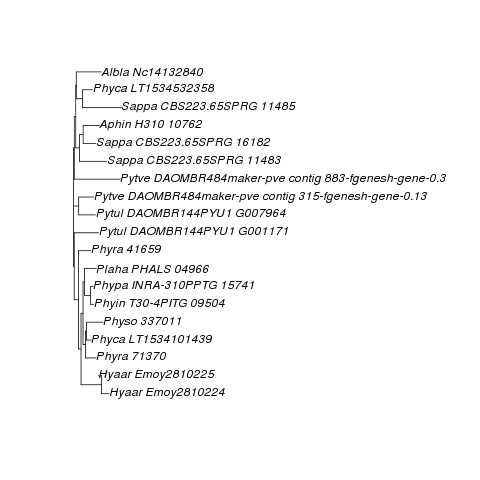 Albla Nc14132840
Phyca LT1534532358
Sappa CBS223.65SPRG 11485
Aphin H310 10762
Sappa CBS223.65SPRG 16182
Sappa CBS223.65SPRG 11483
Pytve DAOMBR484maker-pve contig 883-fgenesh-gene-0.3
Pytve DAOMBR484maker-pve contig 315-fgenesh-gene-0.13
Pytul DAOMBR144PYU1 G007964
Pytul DAOMBR144PYU1 G001171
Phyra 41659
Plaha PHALS 04966
Phypa INRA-310PPTG 15741
Phyin T30-4PITG 09504
Physo 337011
Phyca LT1534101439
Phyra 71370
Hyaar Emoy2810225
Hyaar Emoy2810224